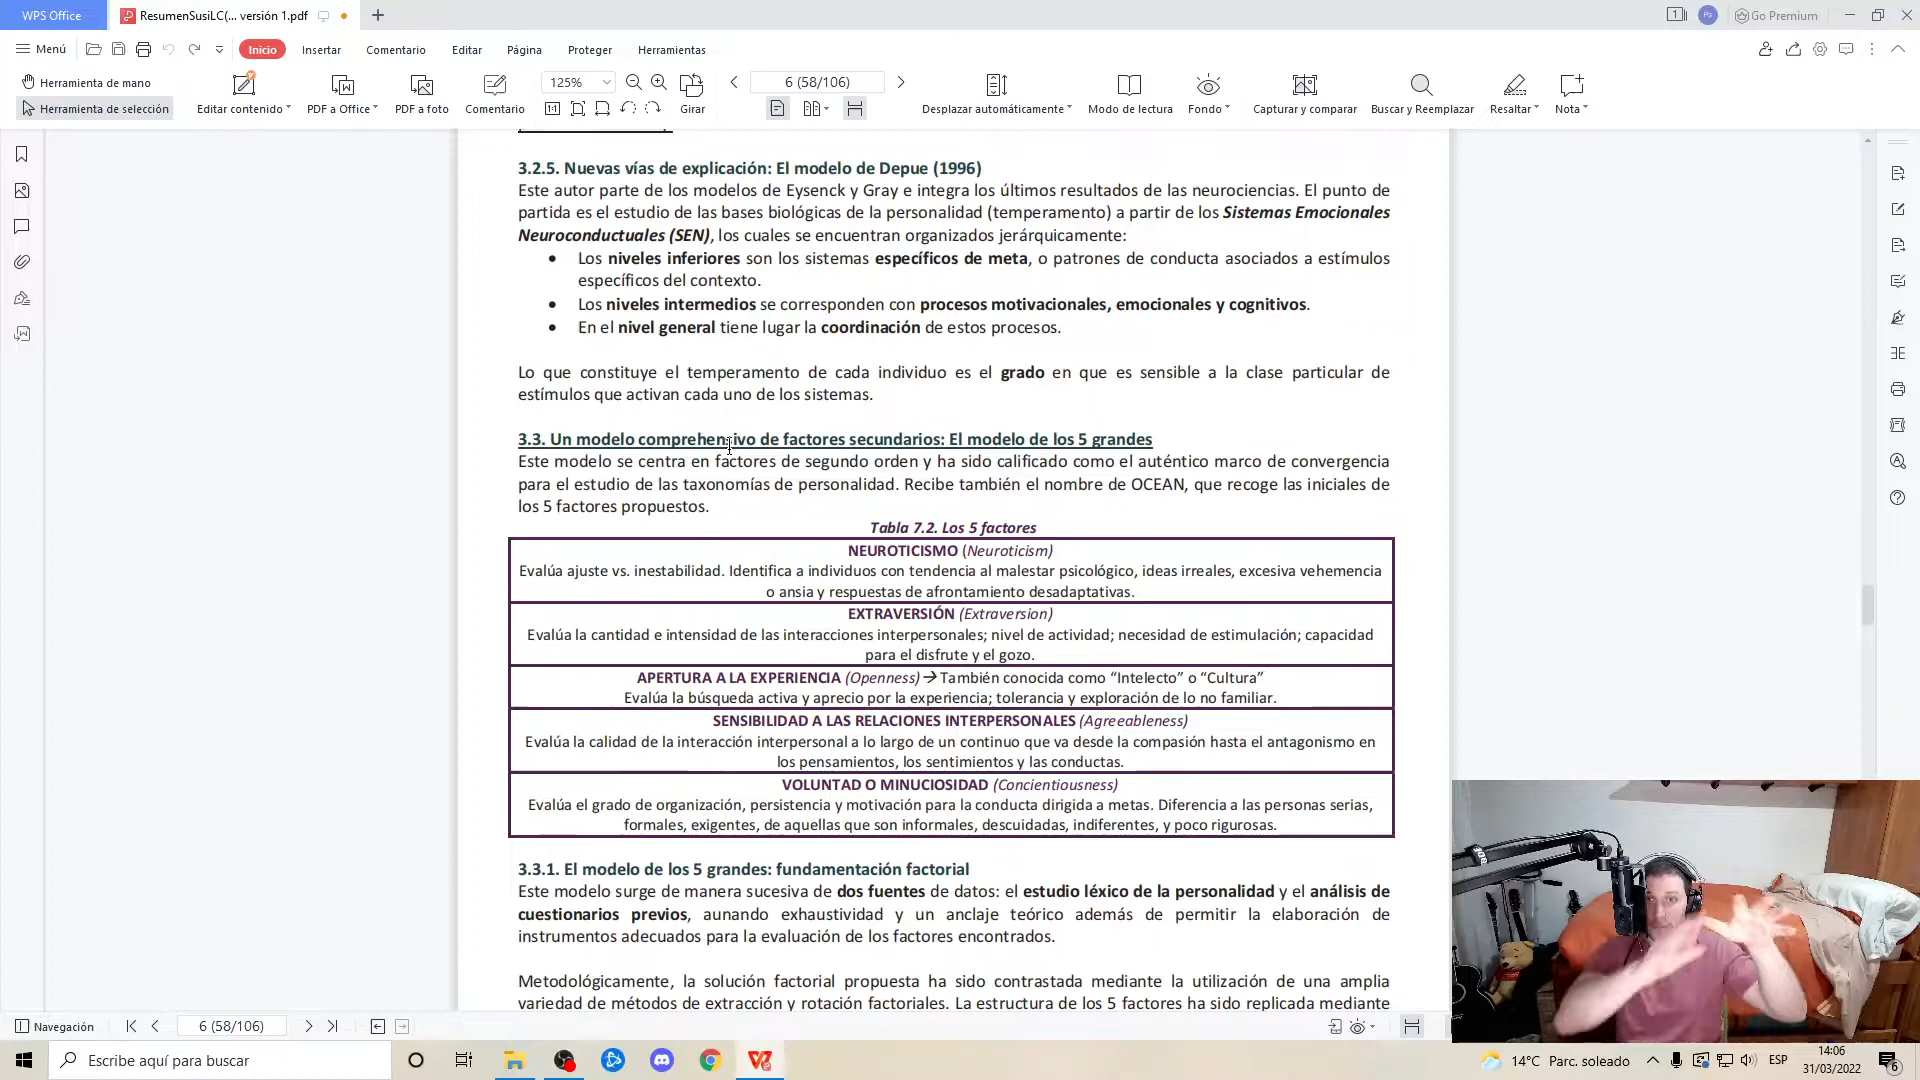 WPS Office
ResumenSusiLC(... versión 1.pdf
1
Ps
Go Premium
Menú
Inicio
Insertar
Comentario
Editar
Página
Proteger
Herramientas
Herramienta de mano
Herramienta de selección
Editar contenido
PDF a Office
PDF a foto
Comentario
125%
Girar
6 (58/106)
Desplazar automáticamente
Modo de lectura
Fondo
Capturar y comparar
Buscar y Reemplazar
Resaltar
Nota
3.2.5. Nuevas vías de explicación: El modelo de Depue (1996)
Este autor parte de los modelos de Eysenck y Gray e integra los últimos resultados de las neurociencias. El punto de
partida es el estudio de las bases biológicas de la personalidad (temperamento) a partir de los Sistemas Emocionales
Neuroconductuales (SEN), los cuales se encuentran organizados jerárquicamente:
• Los niveles inferiores son los sistemas específicos de meta, o patrones de conducta asociados a estímulos
específicos del contexto.
• Los niveles intermedios se corresponden con procesos motivacionales, emocionales y cognitivos.
• En el nivel general tiene lugar la coordinación de estos procesos.
Lo que constituye el temperamento de cada individuo es el grado en que es sensible a la clase particular de
estímulos que activan cada uno de los sistemas.
3.3. Un modelo comprehensivo de factores secundarios: El modelo de los 5 grandes
Este modelo se centra en factores de segundo orden y ha sido calificado como el auténtico marco de convergencia
para el estudio de las taxonomías de personalidad. Recibe también el nombre de OCEAN, que recoge las iniciales de
los 5 factores propuestos.
Tabla 7.2. Los 5 factores
NEUROTICISMO (Neuroticism)
Evalúa ajuste vs. inestabilidad. Identifica a individuos con tendencia al malestar psicológico, ideas irreales, excesiva vehemencia
o ansia y respuestas de afrontamiento desadaptativas.
EXTRAVERSIÓN (Extraversion)
Evalúa la cantidad e intensidad de las interacciones interpersonales; nivel de actividad; necesidad de estimulación; capacidad
para el disfrute y el gozo.
APERTURA A LA EXPERIENCIA (Openness) → También conocida como “Intelecto” o “Cultura”
Evalúa la búsqueda activa y aprecio por la experiencia; tolerancia y exploración de lo no familiar.
SENSIBILIDAD A LAS RELACIONES INTERPERSONALES (Agreeableness)
Evalúa la calidad de la interacción interpersonal a lo largo de un continuo que va desde la compasión hasta el antagonismo en
los pensamientos, los sentimientos y las conductas.
VOLUNTAD O MINUCIOSIDAD (Concientiousness)
Evalúa el grado de organización, persistencia y motivación para la conducta dirigida a metas. Diferencia a las personas serias,
formales, exigentes, de aquellas que son informales, descuidadas, indiferentes, y poco rigurosas.
3.3.1. El modelo de los 5 grandes: fundamentación factorial
Este modelo surge de manera sucesiva de dos fuentes de datos: el estudio léxico de la personalidad y el análisis de
cuestionarios previos, aunando exhaustividad y un anclaje teórico además de permitir la elaboración de
instrumentos adecuados para la evaluación de los factores encontrados.
Metodológicamente, la solución factorial propuesta ha sido contrastada mediante la utilización de una amplia
variedad de métodos de extracción y rotación factoriales. La estructura de los 5 factores ha sido replicada mediante
Navegación
6 (58/106)
Escribe aquí para buscar
14°C Parc. soleado
ESP
14:06
31/03/2022
6